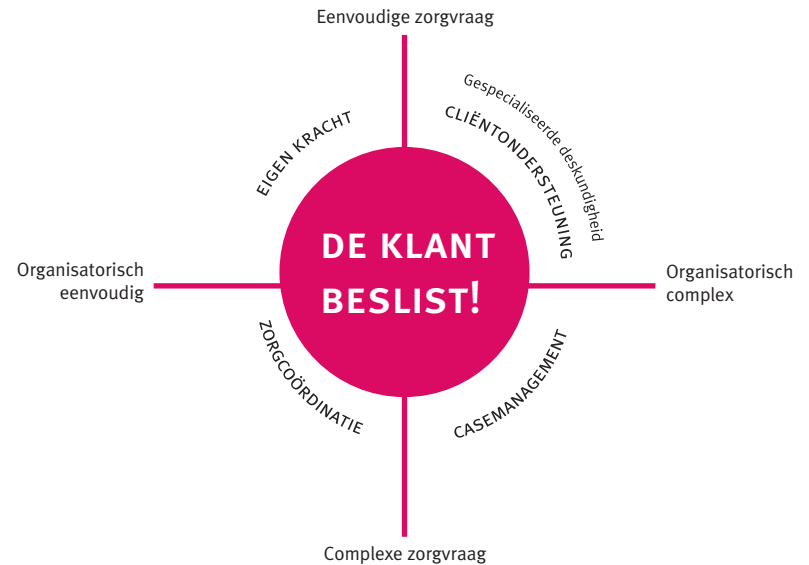 Eenvoudige zorgvraag
Gespecialiseerde deskundigheid
CLIËNTONDERSTEUNING
EIGEN KRACHT
DE KLANT
BESLIST!
Organisatorisch
eenvoudig
Organisatorisch
complex
ZORGCOÖRDINATIE
CASEMANAGEMENT
Complexe zorgvraag